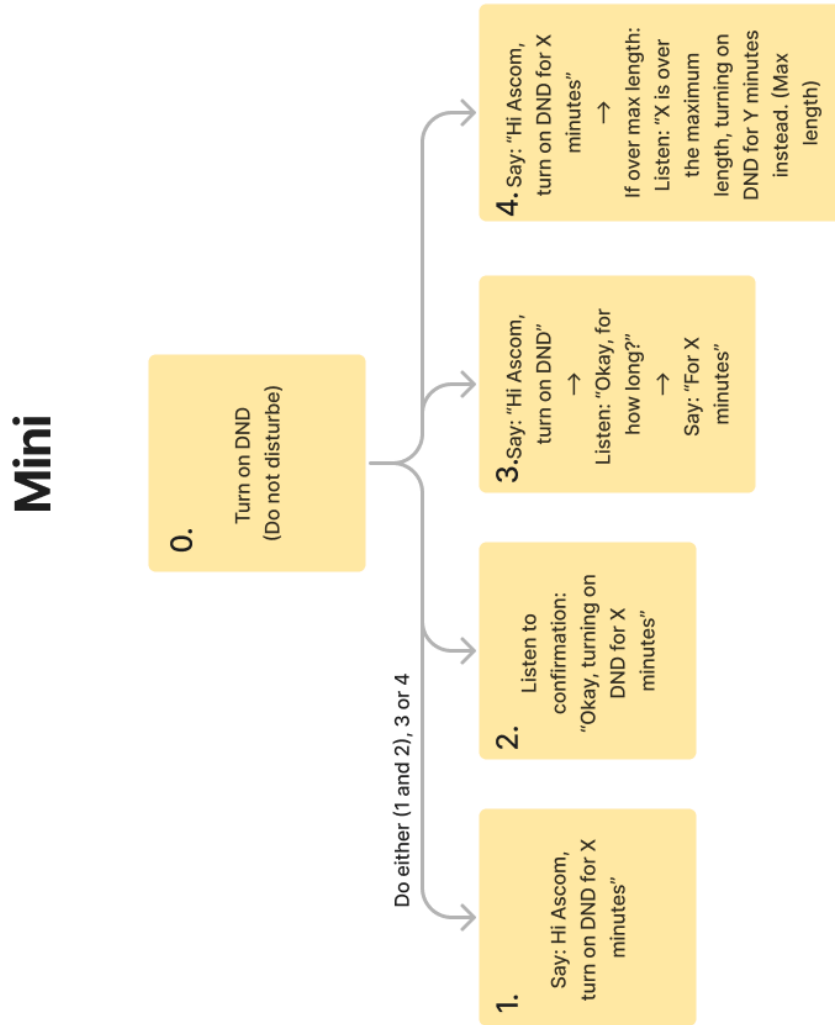 Mini
0.
Turn on DND
(Do not disturbe)
Do either (1 and 2), 3 or 4
1.
Say: Hi Ascom,
turn on DND for X
minutes”
2.
Listen to
confirmation:
“Okay, turning on
DND for X
minutes”
3.Say: “Hi Ascom,
turn on DND”
→
Listen: “Okay, for
how long?”
→
Say: “For X
minutes”
4. Say: “Hi Ascom,
turn on DND for X
minutes”
→
If over max length:
Listen: “X is over
the maximum
length, turning on
DND for Y minutes
instead. (Max
length)